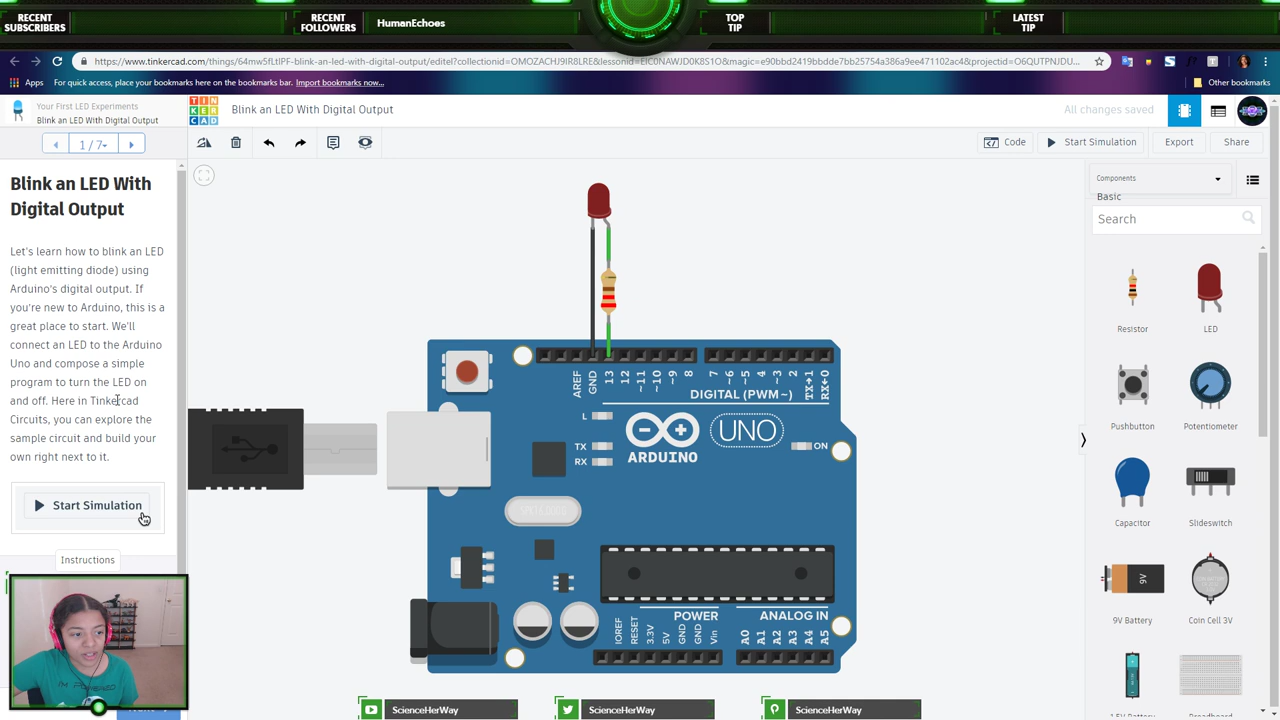 RECENT SUBSCRIBERS
RECENT FOLLOWERS
HumanEchoes
TOP TIP
LATEST TIP
Apps For quick access, place your bookmarks here on the bookmarks bar. Import bookmarks now...
Other bookmarks
Your First LED Experiments
Blink an LED With Digital Output
TINKERCAD
Blink an LED With Digital Output
All changes saved
1 / 7
Code
Start Simulation
Export
Share
Blink an LED With
Digital Output
Let's learn how to blink an LED
(light emitting diode) using
Arduino's digital output. If
you're new to Arduino, this is a
great place to start. We'll
connect an LED to the Arduino
Uno and compose a simple
program to turn the LED on
and off. Here in Tinkercad
Circuits, you can explore the
sample circuit and build your
own right next to it.
Start Simulation
Instructions
AREF
GND
13
12
~11
~10
~9
8
7
~6
~5
~4
~3
2
TX→1
RX←0
DIGITAL (PWM~)
L
TX
RX
ARDUINO
UNO
ON
POWER
ANALOG IN
IOREF
RESET
3.3V
5V
GND
GND
Vin
A0
A1
A2
A3
A4
A5
Components
Basic
Search
Resistor
LED
Pushbutton
Potentiometer
Capacitor
Slideswitch
9V
9V Battery
Coin Cell 3V
ScienceHerWay
ScienceHerWay
ScienceHerWay